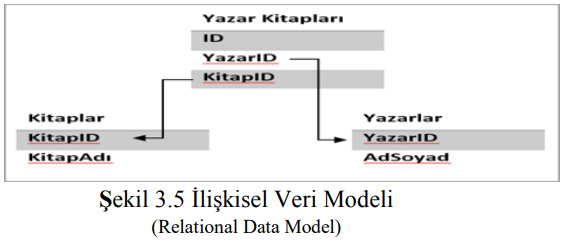 Yazar Kitapları
ID
YazarID
KitapID
Kitaplar
KitapID
KitapAdı
Yazarlar
YazarID
AdSoyad
Şekil 3.5 İlişkisel Veri Modeli
(Relational Data Model)